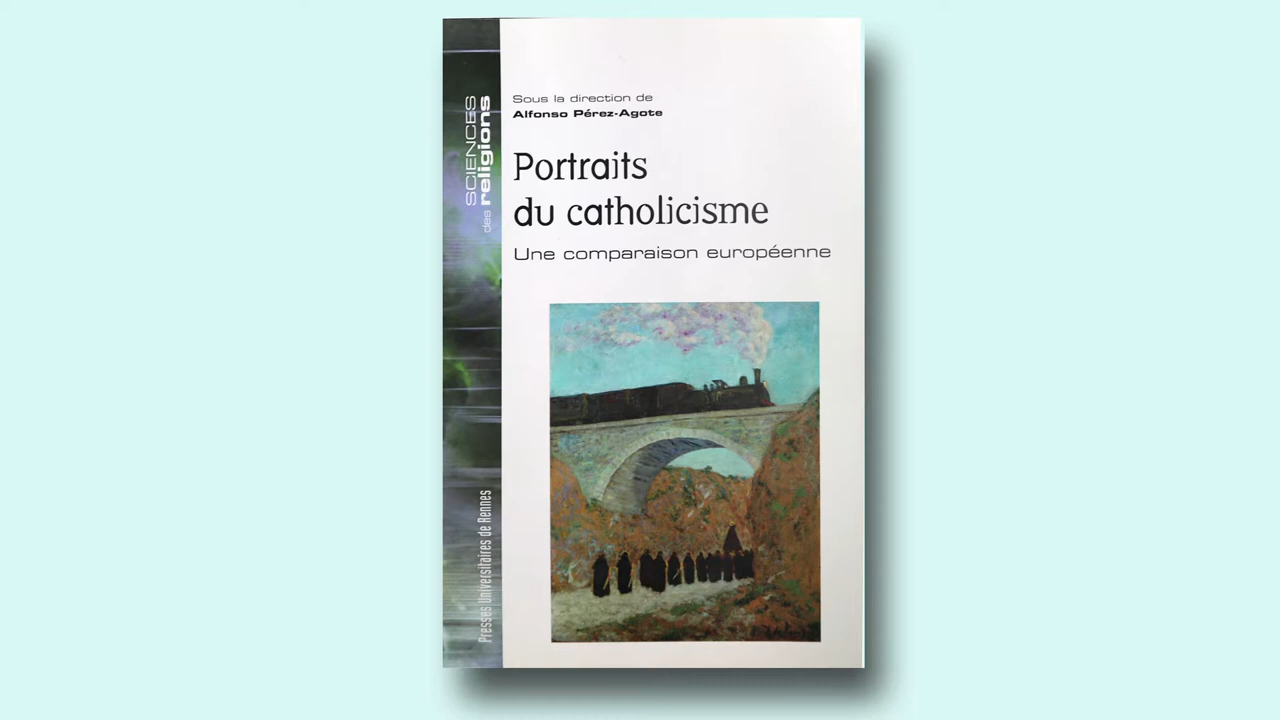 Sous la direction de
Alfonso Pérez-Agote
Portraits
du catholicisme
Une comparaison européenne
SCIENCES
des religions
Presses Universitaires de Rennes